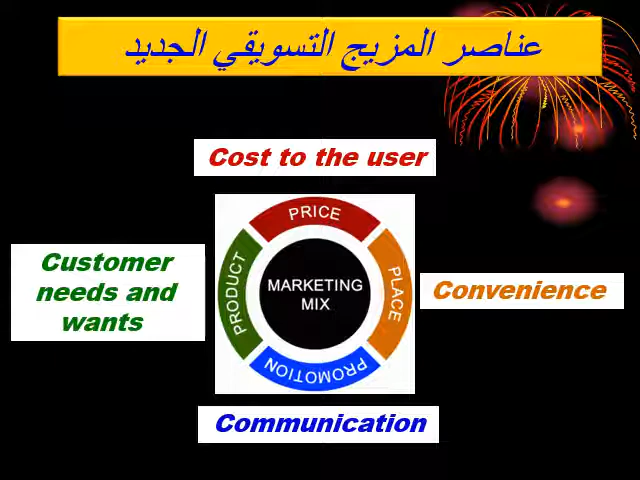 عناصر المزيج التسويقي الجديد
Cost to the user
PRICE
Customer
needs and
wants
PRODUCT
MARKETING
MIX
PLACE
Convenience
PROMOTION
Communication